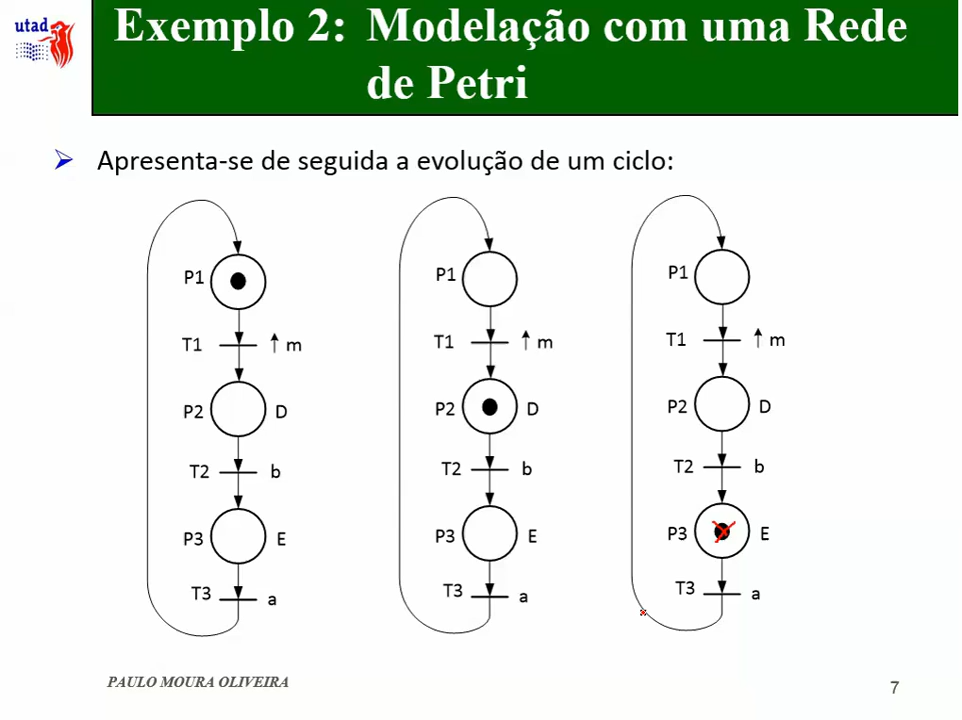 utad
Exemplo 2: Modelação com uma Rede
de Petri
Apresenta-se de seguida a evolução de um ciclo:
P1
T1 ↑ m
P2 D
T2 b
P3 E
T3 a
P1
T1 ↑ m
P2 D
T2 b
P3 E
T3 a
P1
T1 ↑ m
P2 D
T2 b
P3 E
T3 a
PAULO MOURA OLIVEIRA
7